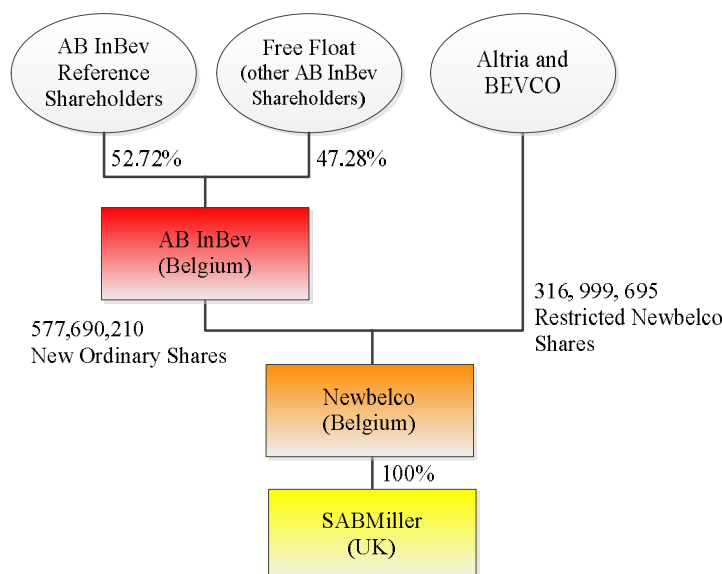 AB InBev
Reference
Shareholders
Free Float
(other AB InBev
Shareholders)
Altria and
BEVCO
52.72%
47.28%
AB InBev
(Belgium)
577,690,210
New Ordinary Shares
316, 999, 695
Restricted Newbelco
Shares
Newbelco
(Belgium)
100%
SABMiller
(UK)